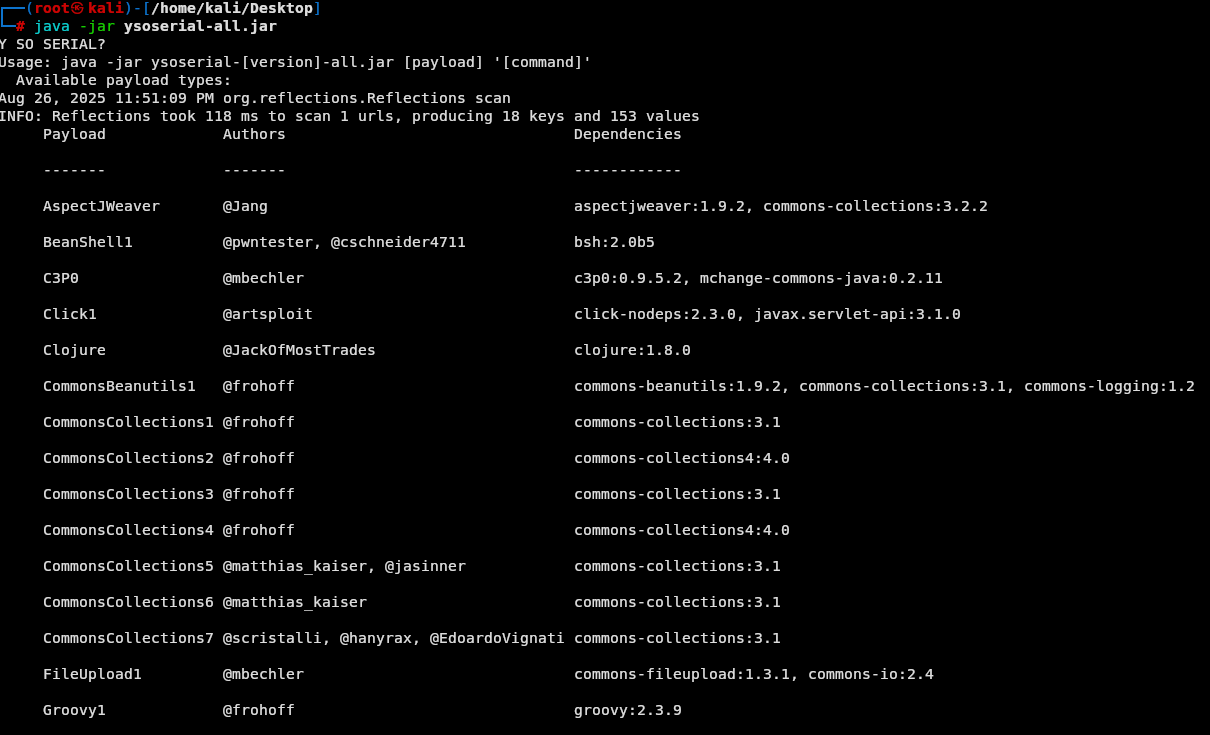 ┌──(root㉿kali)-[/home/kali/Desktop]
└─# java -jar ysoserial-all.jar
Y SO SERIAL?
Usage: java -jar ysoserial-[version]-all.jar [payload] '[command]'
  Available payload types:
Aug 26, 2025 11:51:09 PM org.reflections.Reflections scan
INFO: Reflections took 118 ms to scan 1 urls, producing 18 keys and 153 values
     Payload             Authors                                Dependencies
     -------             -------                                ------------
     AspectJWeaver       @Jang                                  aspectjweaver:1.9.2, commons-collections:3.2.2
     BeanShell1          @pwntester, @cschneider4711            bsh:2.0b5
     C3P0                @mbechler                              c3p0:0.9.5.2, mchange-commons-java:0.2.11
     Click1              @artsploit                             click-nodeps:2.3.0, javax.servlet-api:3.1.0
     Clojure             @JackOfMostTrades                      clojure:1.8.0
     CommonsBeanutils1   @frohoff                               commons-beanutils:1.9.2, commons-collections:3.1, commons-logging:1.2
     CommonsCollections1 @frohoff                               commons-collections:3.1
     CommonsCollections2 @frohoff                               commons-collections4:4.0
     CommonsCollections3 @frohoff                               commons-collections:3.1
     CommonsCollections4 @frohoff                               commons-collections4:4.0
     CommonsCollections5 @matthias_kaiser, @jasinner            commons-collections:3.1
     CommonsCollections6 @matthias_kaiser                       commons-collections:3.1
     CommonsCollections7 @scristalli, @hanyrax, @EdoardoVignati commons-collections:3.1
     FileUpload1         @mbechler                              commons-fileupload:1.3.1, commons-io:2.4
     Groovy1             @frohoff                               groovy:2.3.9